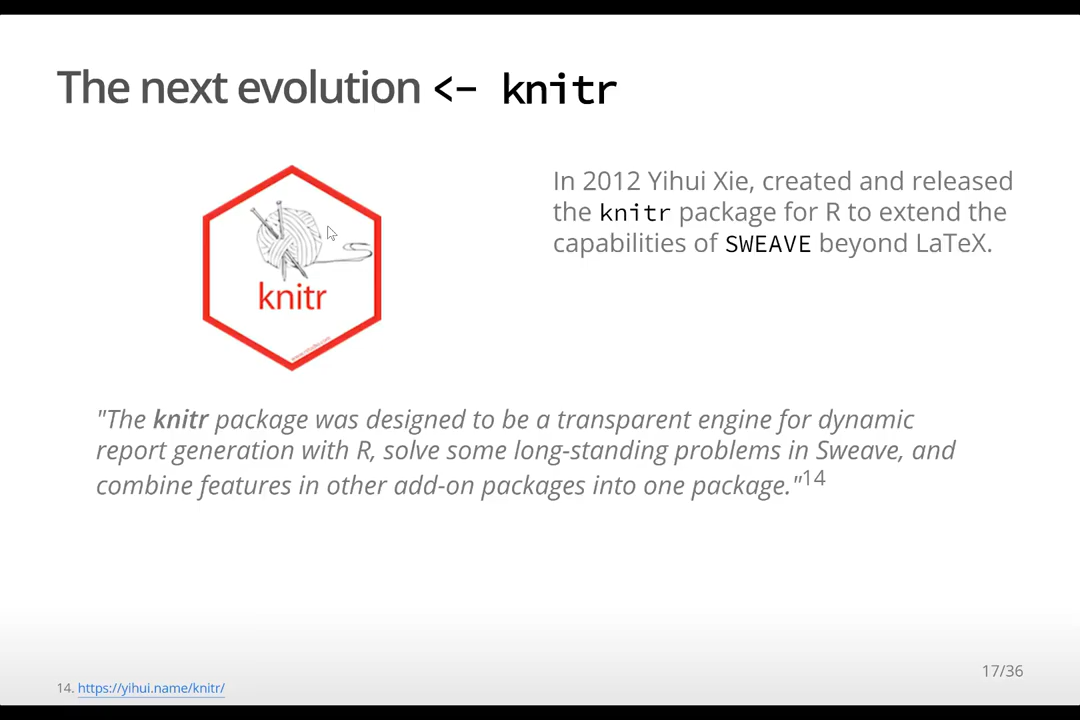 The next evolution <- knitr
knitr
In 2012 Yihui Xie, created and released
the knitr package for R to extend the
capabilities of SWEAVE beyond LaTeX.
"The knitr package was designed to be a transparent engine for dynamic
report generation with R, solve some long-standing problems in Sweave, and
combine features in other add-on packages into one package."14
17/36
14. https://yihui.name/knitr/